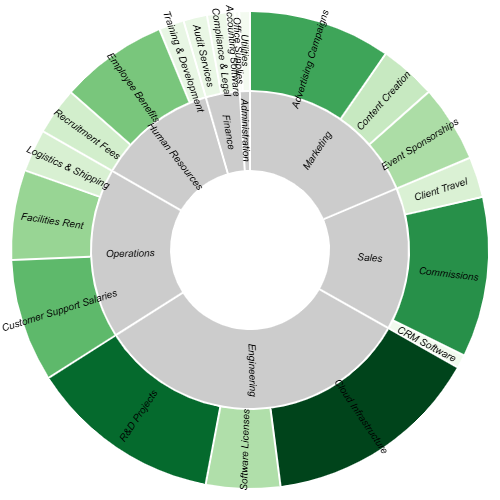 Advertising Campaigns
Content Creation
Event Sponsorships
Client Travel
Commissions
CRM Software
Cloud Infrastructure
Software Licenses
R&D Projects
Customer Support Salaries
Facilities Rent
Logistics & Shipping
Recruitment Fees
Employee Benefits
Training & Development
Audit Services
Compliance & Legal
Accounting Software
Office Supplies
Utilities
Marketing
Sales
Engineering
Operations
Human Resources
Finance
Administration